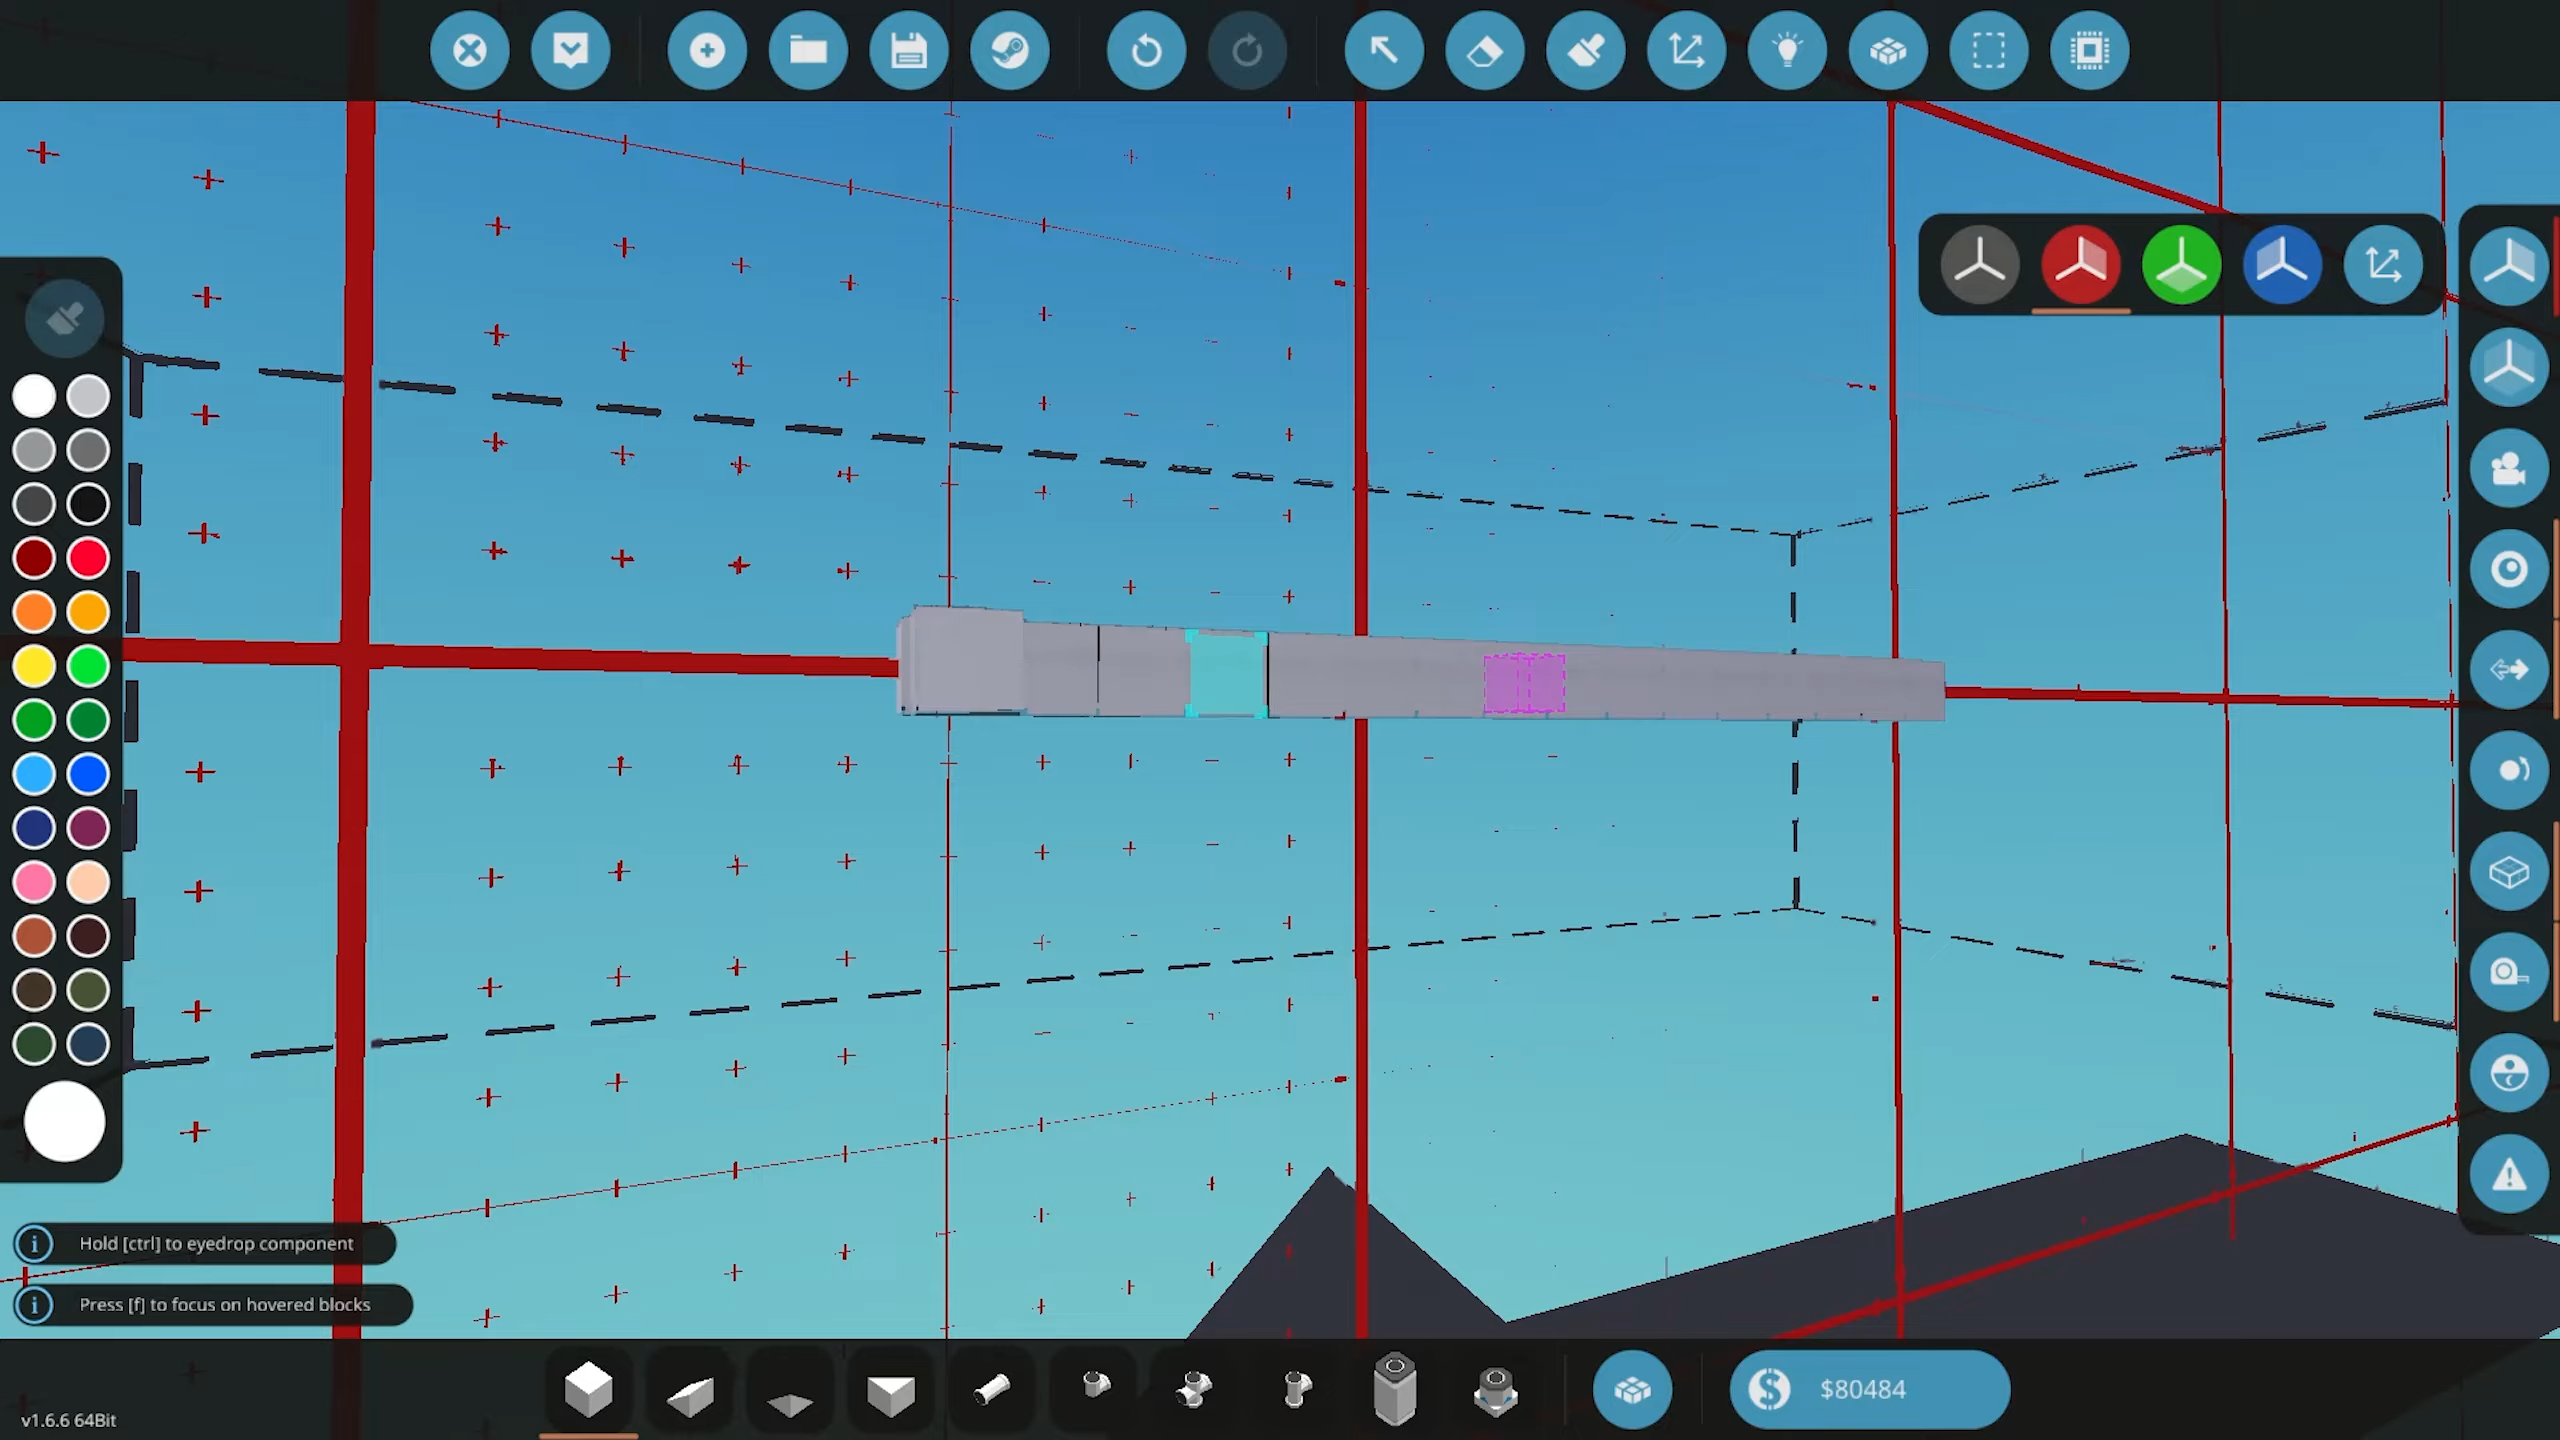 Hold [ctrl] to eyedrop component
Press [f] to focus on hovered blocks
$80484
v1.6.6 64Bit